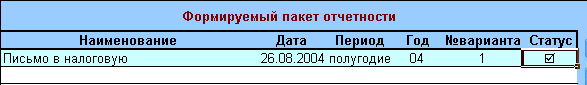 Формируемый пакет отчетности
Наименование Дата Период Год №варианта Статус
Письмо в налоговую 26.08.2004 полугодие 04 1 ☑